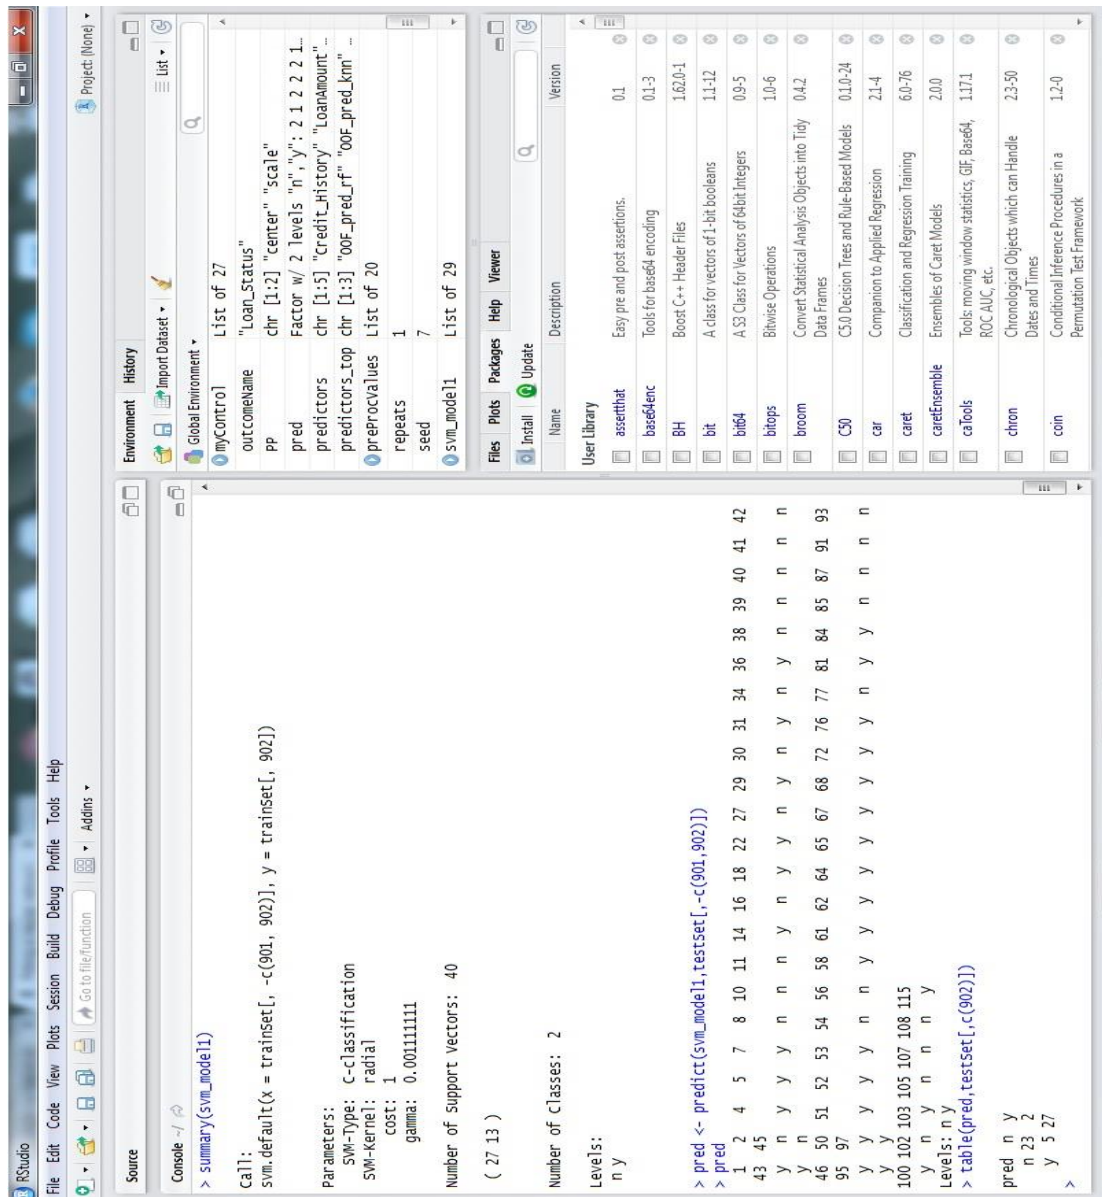 RStudio
File Edit Code View Plots Session Build Debug Profile Tools Help
Go to file/function Addins
Project: (None)
Source
Console ~/
> summary(svm_model1)
Call:
svm.default(x = trainset[, -c(901, 902)], y = trainset[, 902])
Parameters:
SVM-Type: C-classification
SVM-Kernel: radial
cost: 1
gamma: 0.001111111
Number of Support Vectors: 40
( 27 13 )
Number of Classes: 2
Levels:
n y
> pred <- predict(svm_model1,testset[,-c(901,902)])
> pred
1 2 4 5 7 8 10 11 14 16 18 22 27 29 30 31 34 36 38 39 40 41 42
43 45
y n y y y n n n y n y y n y n y n y n n n n n
y n
46 50 51 52 53 54 56 58 61 62 64 65 67 68 72 76 77 81 84 85 87 91 93
95 97
y y y y y n n y y y y y y y y y n y y n n n n
y y
100 102 103 105 107 108 115
y n y n n n y
Levels: n y
> table(pred,testset[,c(902)])
pred n y
n 23 2
y 5 27
>
Environment History
Import Dataset List
Global Environment
myControl List of 27
outcomeName "Loan_Status"
PP chr [1:2] "center" "scale"
pred Factor w/ 2 levels "n","y": 2 1 2 2 2 1…
predictors chr [1:5] "Credit_History" "LoanAmount"…
predictors_top chr [1:3] "OOF_pred_rf" "OOF_pred_knn" …
preProcValues List of 20
repeats 1
seed 7
svm_model1 List of 29
Files Plots Packages Help Viewer
Install Update
Name Description Version
User Library
assertthat Easy pre and post assertions. 0.1
base64enc Tools for base64 encoding 0.1-3
BH Boost C++ Header Files 1.62.0-1
bit A class for vectors of 1-bit booleans 1.1-12
bit64 A S3 Class for Vectors of 64bit Integers 0.9-5
bitops Bitwise Operations 1.0-6
broom Convert Statistical Analysis Objects into Tidy 0.4.2
Data Frames
C50 C5.0 Decision Trees and Rule-Based Models 0.1.0-24
car Companion to Applied Regression 2.1-4
caret Classification and Regression Training 6.0-76
caretEnsemble Ensembles of Caret Models 2.0.0
caTools Tools: moving window statistics, GIF, Base64, 1.17.1
ROC AUC, etc.
chron Chronological Objects which can Handle 2.3-50
Dates and Times
coin Conditional Inference Procedures in a 1.2-0
Permutation Test Framework